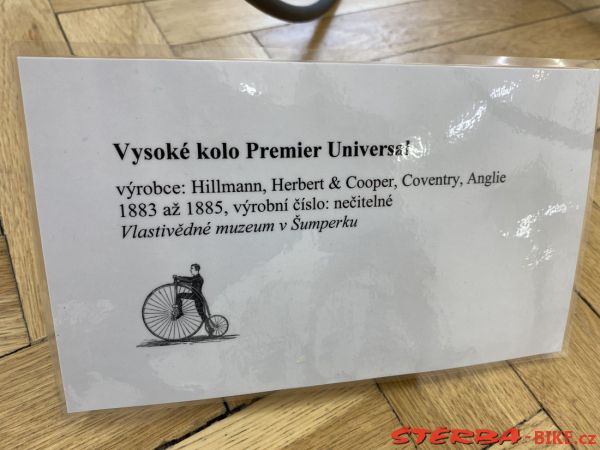 Vysoké kolo Premier Universal
výrobce: Hillmann, Herbert & Cooper, Coventry, Anglie
1883 až 1885, výrobní číslo: nečitelné
Vlastivědné muzeum v Šumperku
STERBA-BIKE.cz